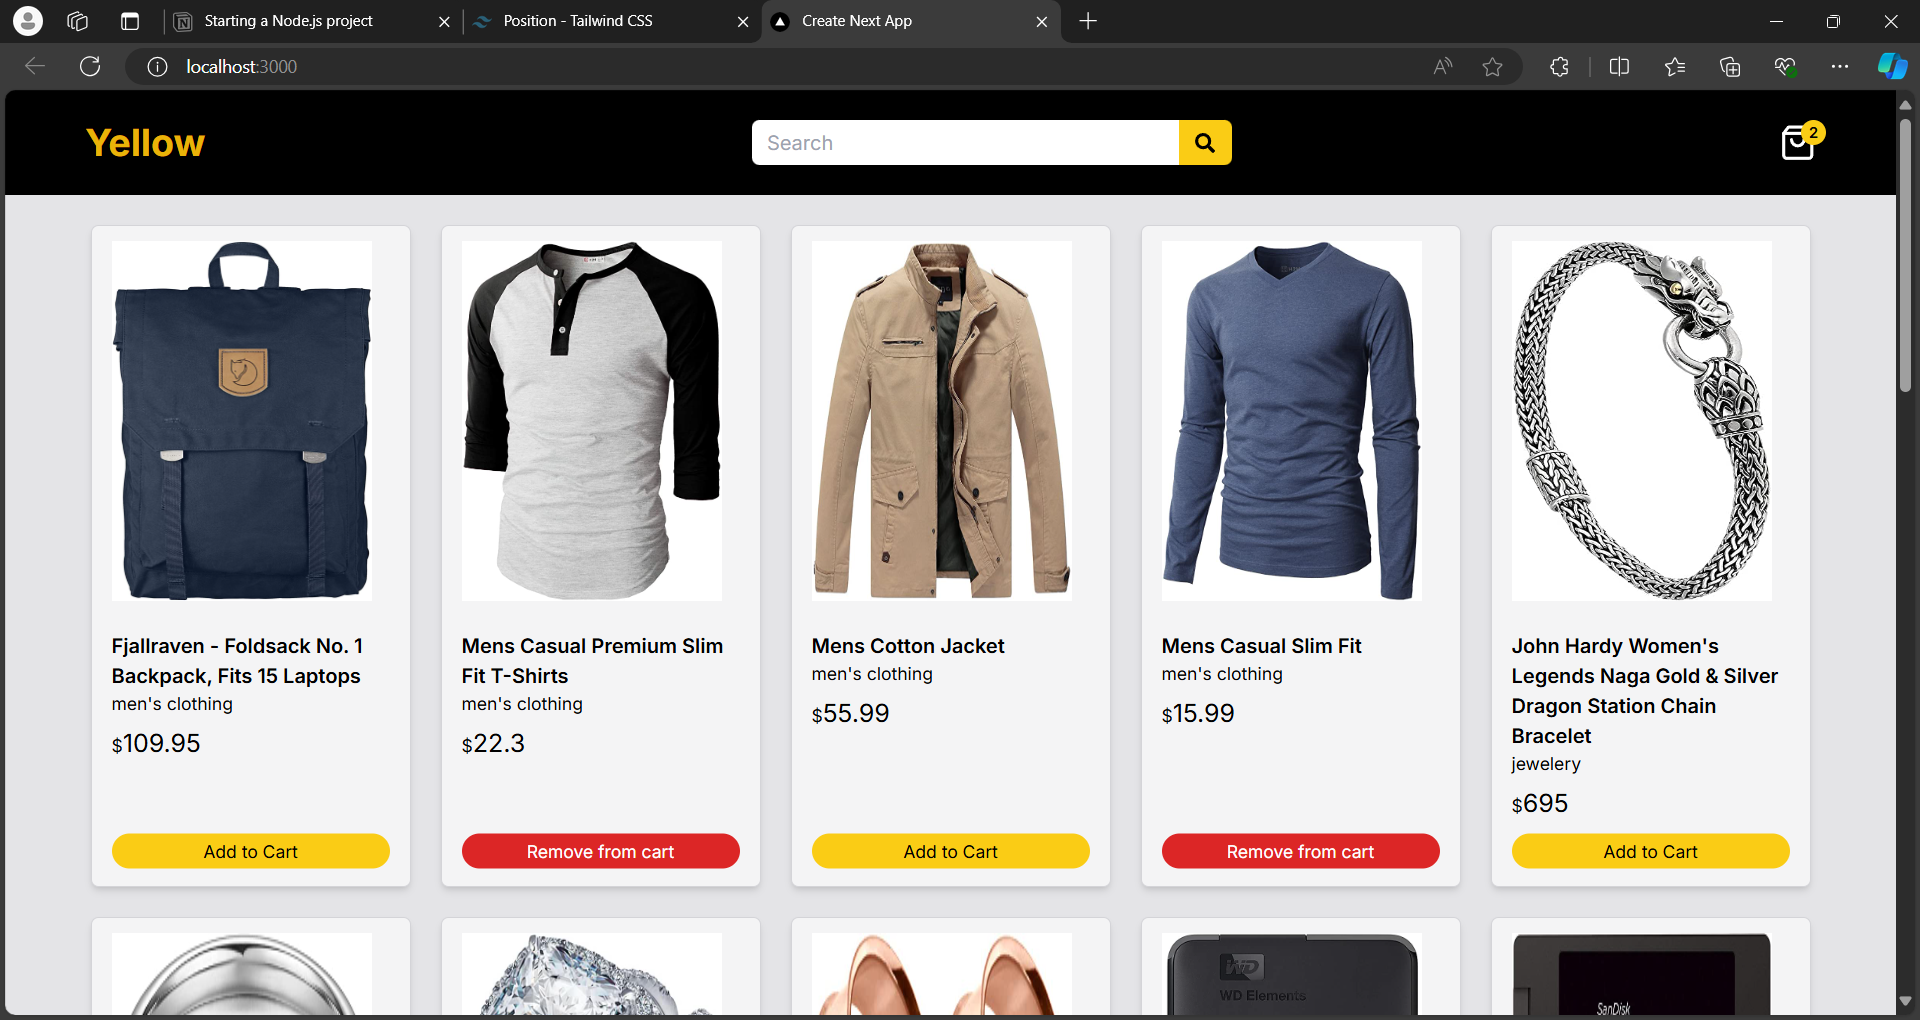 Starting a Node.js project
Position - Tailwind CSS
Create Next App
localhost:3000
Yellow
Search
2
Fjallraven - Foldsack No. 1
Backpack, Fits 15 Laptops
men's clothing
$109.95
Add to Cart
Mens Casual Premium Slim
Fit T-Shirts
men's clothing
$22.3
Remove from cart
Mens Cotton Jacket
men's clothing
$55.99
Add to Cart
Mens Casual Slim Fit
men's clothing
$15.99
Remove from cart
John Hardy Women's
Legends Naga Gold & Silver
Dragon Station Chain
Bracelet
jewelery
$695
Add to Cart
WD
WD Elements
SanDisk